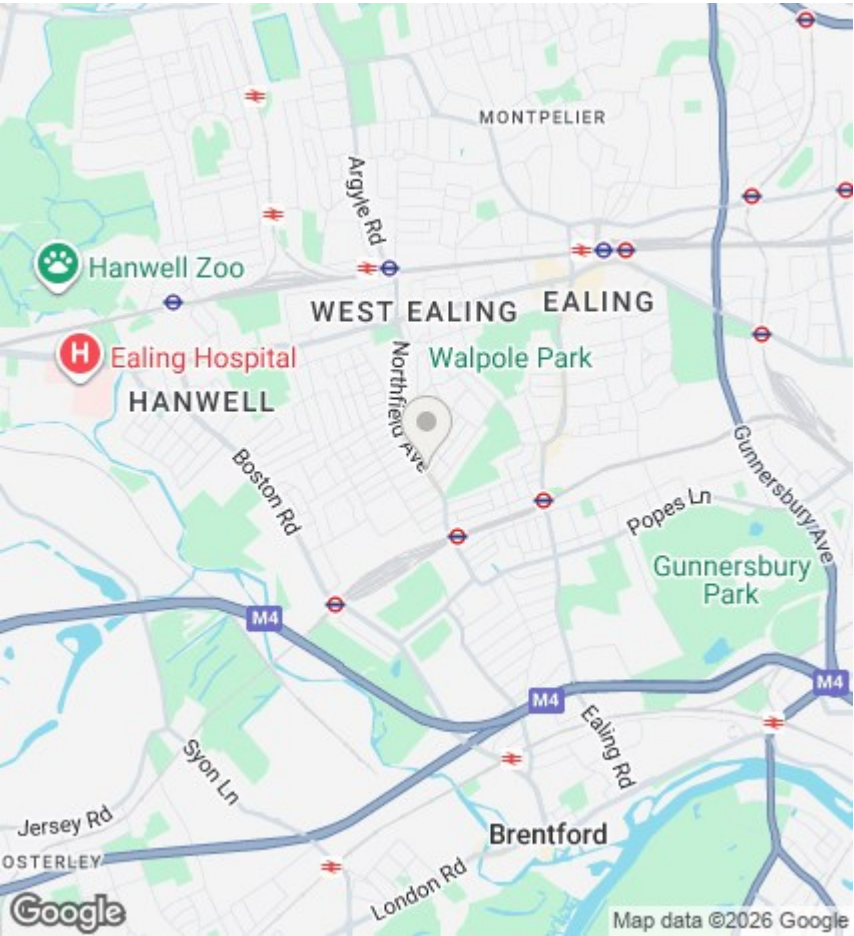 MONTPELIER
Argyle Rd
Hanwell Zoo
WEST EALING
EALING
Ealing Hospital
H
Walpole Park
HANWELL
Northfield Ave
Gunnersbury Ave
Boston Rd
Popes Ln
Gunnersbury
Park
M4
M4
M4
Ealing Rd
Syon Ln
Jersey Rd
Brentford
OSTERLEY
London Rd
Google
Map data ©2026 Google